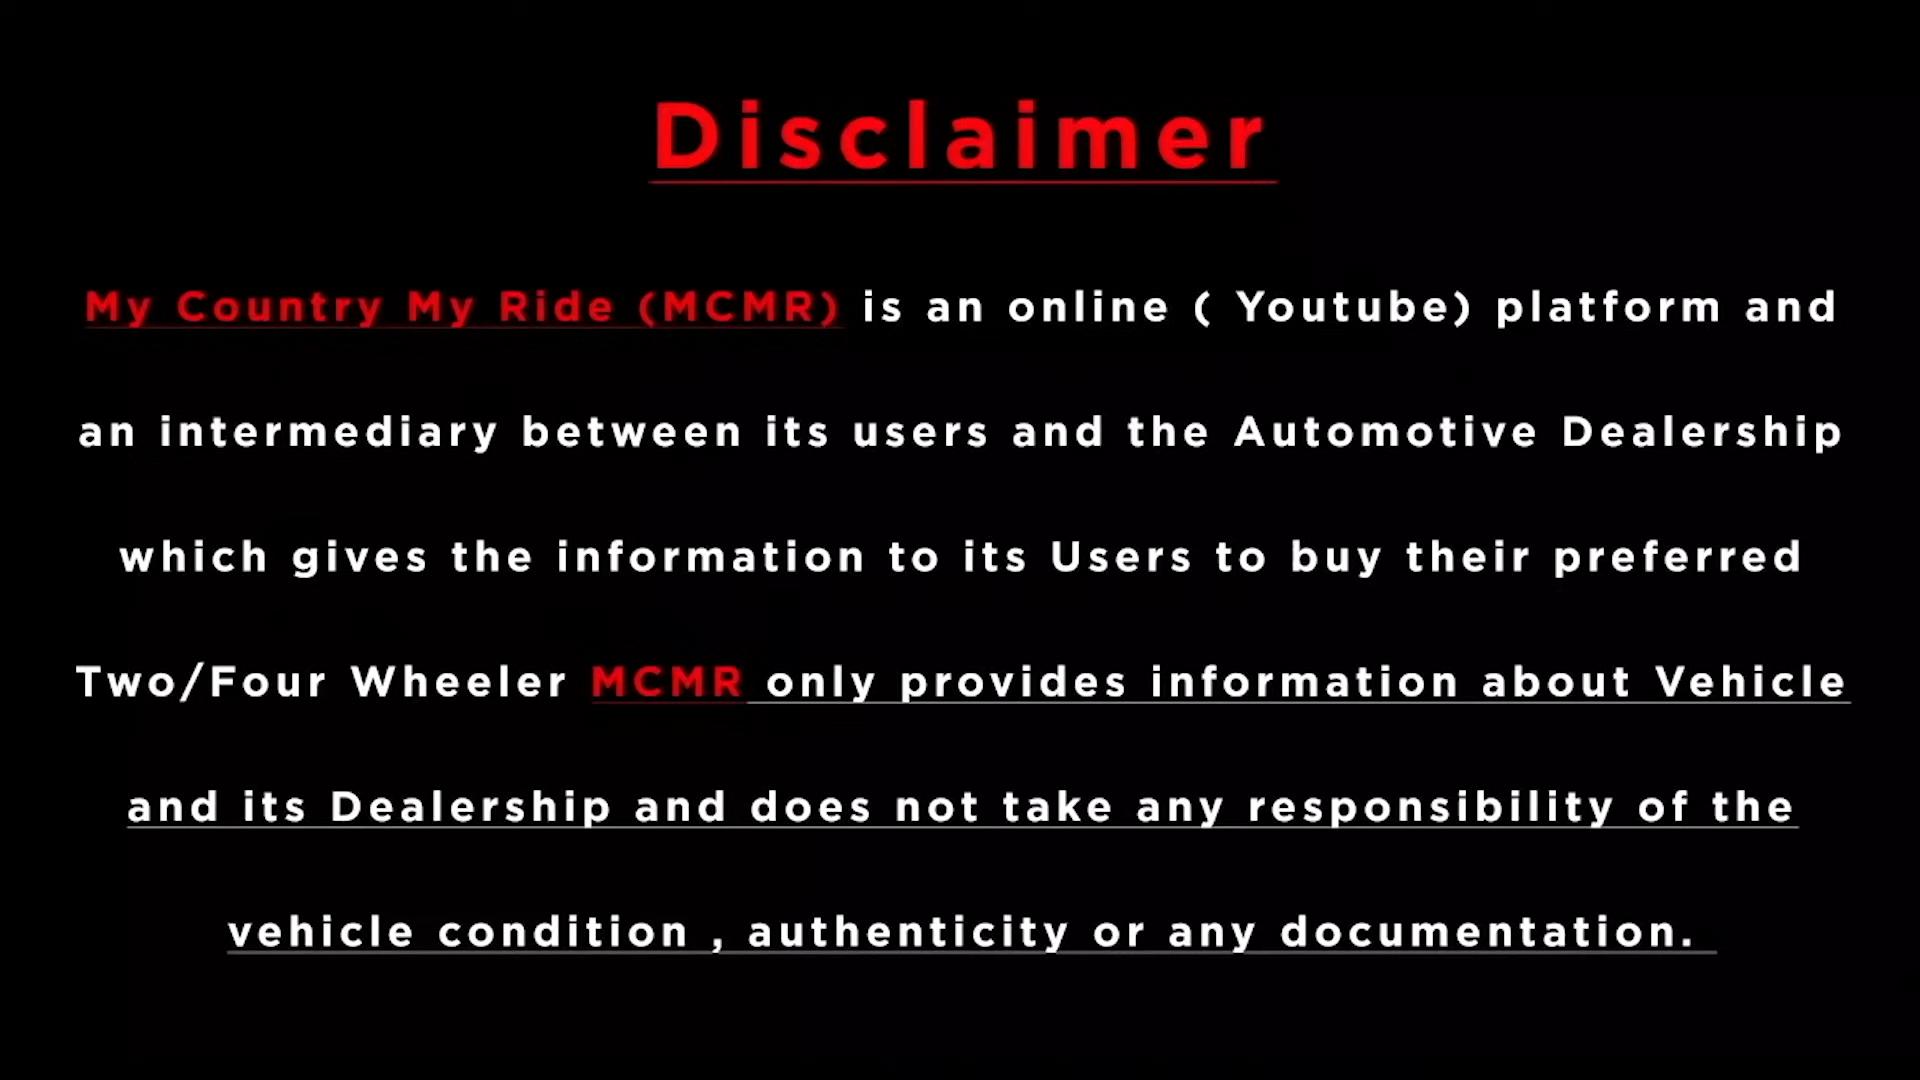 Disclaimer
My Country My Ride (MCMR) is an online ( Youtube) platform and
an intermediary between its users and the Automotive Dealership
which gives the information to its Users to buy their preferred
Two/Four Wheeler MCMR only provides information about Vehicle
and its Dealership and does not take any responsibility of the
vehicle condition , authenticity or any documentation.